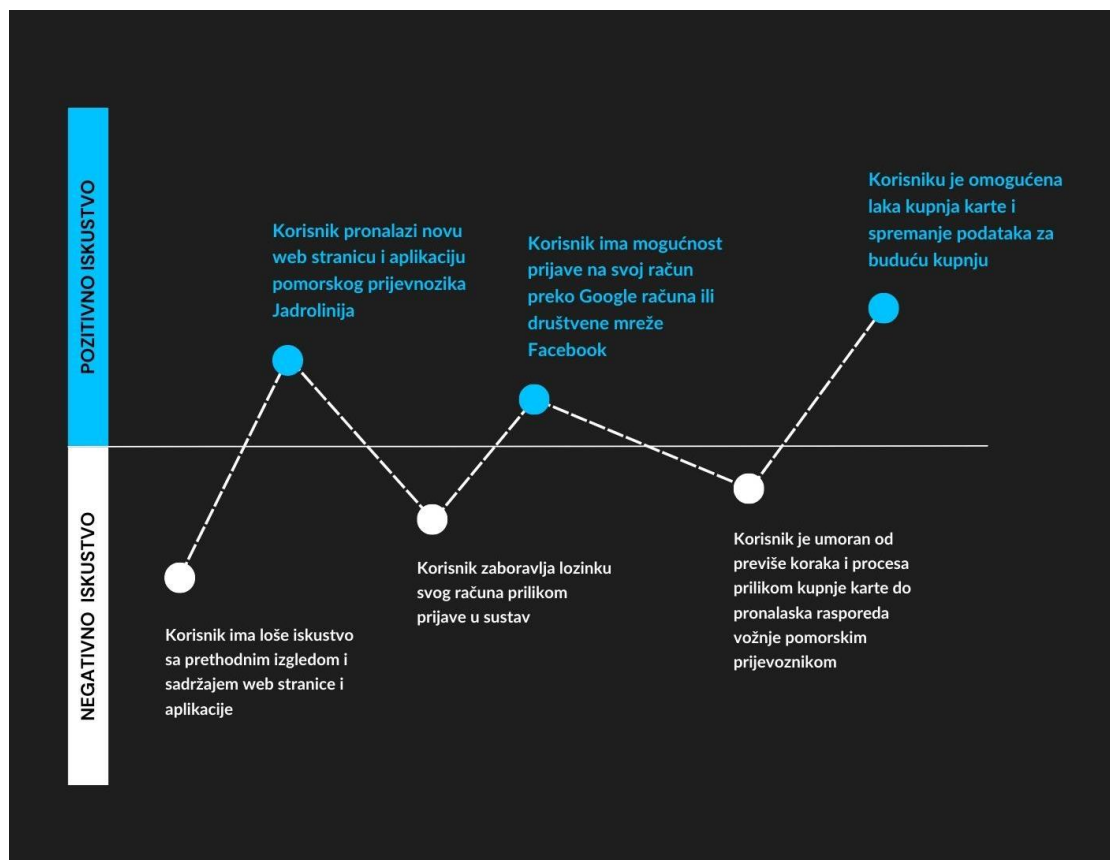 POZITIVNO ISKUSTVO
NEGATIVNO ISKUSTVO
Korisnik ima loše iskustvo
sa prethodnim izgledom i
sadržajem web stranice i
aplikacije
Korisnik pronalazi novu
web stranicu i aplikaciju
pomorskog prijevnozika
Jadrolinija
Korisnik zaboravlja lozinku
svog računa prilikom
prijave u sustav
Korisnik ima mogućnost
prijave na svoj račun
preko Google računa ili
društvene mreže
Facebook
Korisnik je umoran od
previše koraka i procesa
prilikom kupnje karte do
pronalaska rasporeda
vožnje pomorskim
prijevoznikom
Korisniku je omogućena
laka kupnja karte i
spremanje podataka za
buduću kupnju